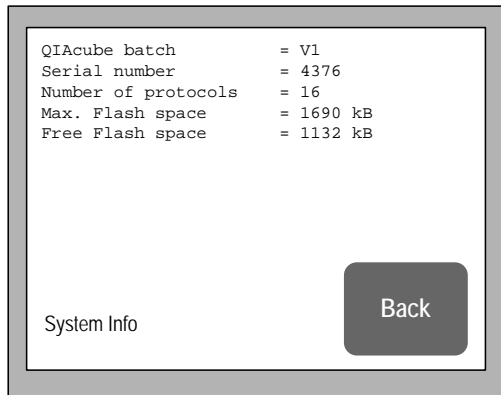 QIAcube batch = V1
Serial number = 4376
Number of protocols = 16
Max. Flash space = 1690 kB
Free Flash space = 1132 kB
Back
System Info